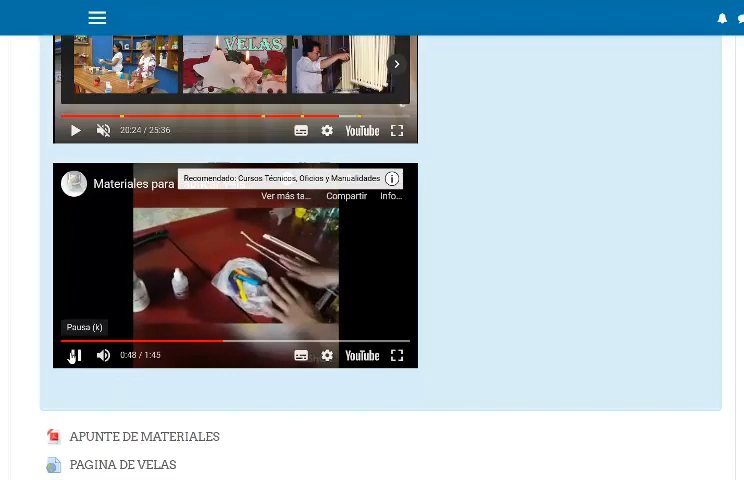 VELAS
20:24 / 25:36
YouTube
Materiales para
Recomendado: Cursos Técnicos, Oficios y Manualidades
Ver más ta...
Compartir
Info...
Pausa (k)
0:48 / 1:45
YouTube
APUNTE DE MATERIALES
PAGINA DE VELAS